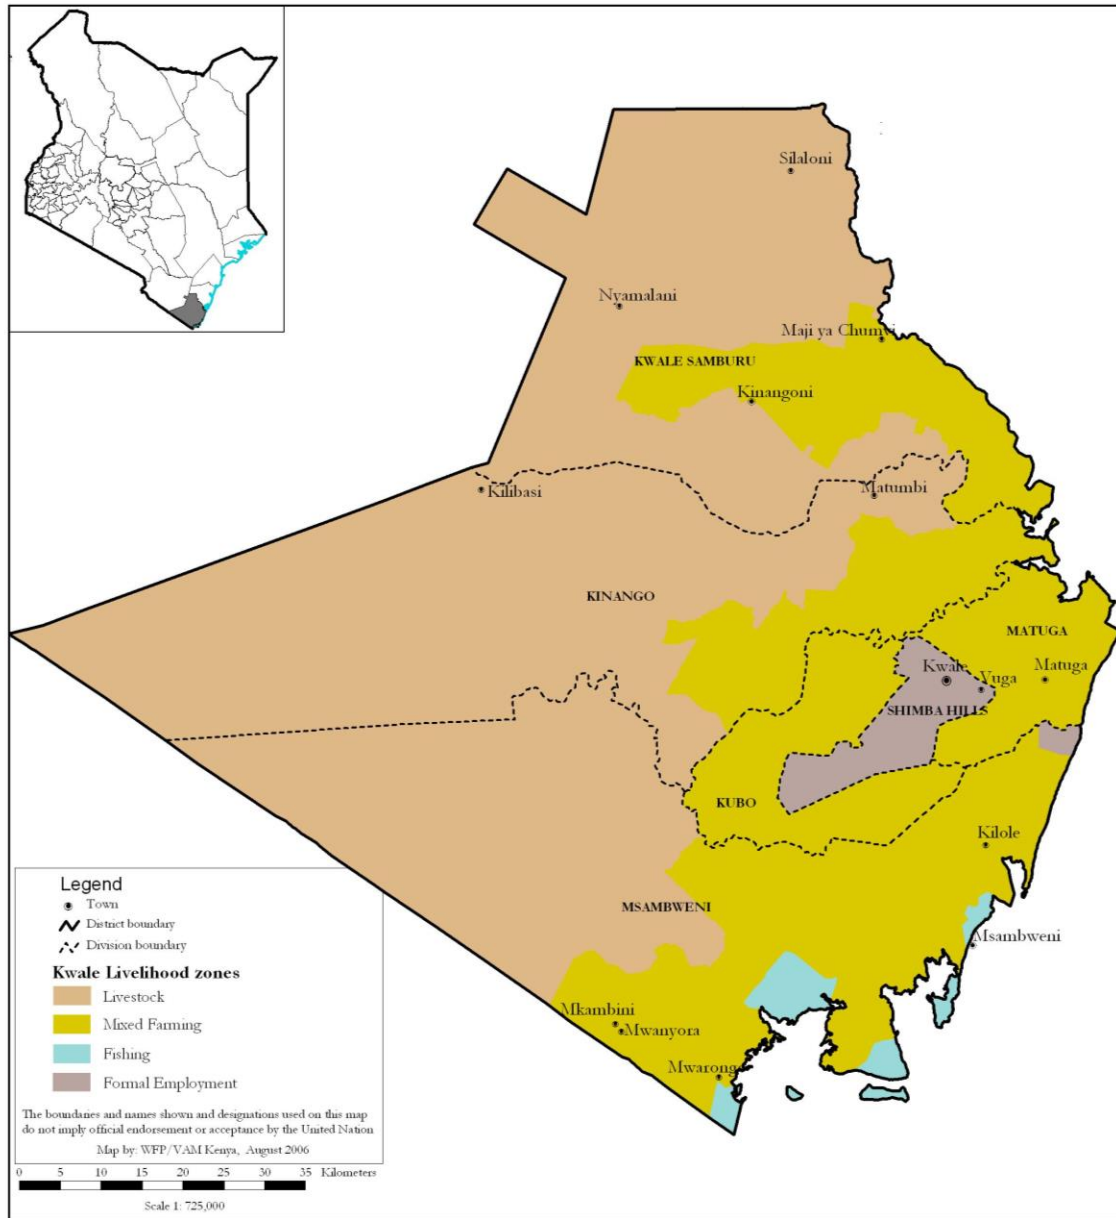 Silaloni
Nyamalani
Maji ya Chumvi
KWALE SAMBURU
Kinangoni
Kilibasi
Matumbi
KINANGO
MATUGA
Kwale
Matuga
Vuga
SHIMBA HILLS
KUBO
Kilole
MSAMBWENI
Msambweni
Mkambini
Mwanyora
Mwarong
Legend
Town
District boundary
Division boundary
Kwale Livelihood zones
Livestock
Mixed Farming
Fishing
Formal Employment
The boundaries and names shown and designations used on this map
do not imply official endorsement or acceptance by the United Nation
Map by: WFP/VAM Kenya, August 2006
0 5 10 15 20 25 30 35 Kilometers
Scale 1: 725,000